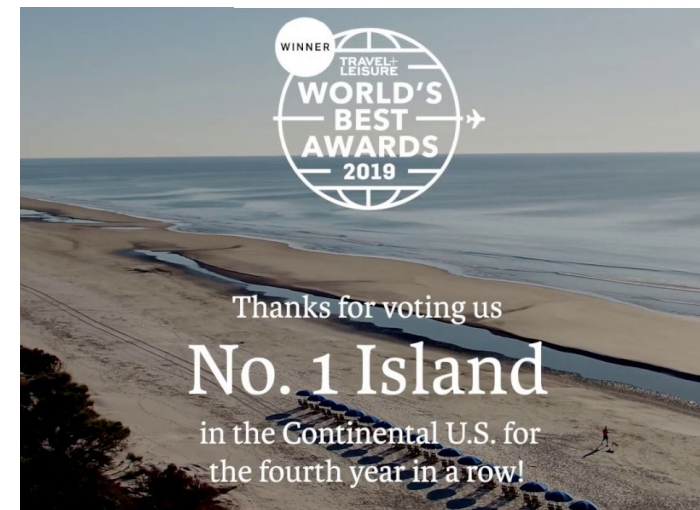 WINNER
TRAVEL+
LEISURE
WORLD'S
BEST
AWARDS
2019
Thanks for voting us
No. 1 Island
in the Continental U.S. for
the fourth year in a row!